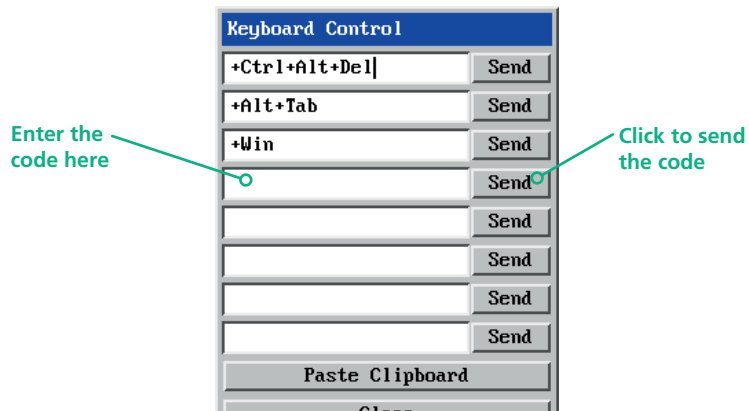 Keyboard Control
+Ctrl+Alt+Del Send
+Alt+Tab Send
+Win Send
Enter the
code here
Click to send
the code
Send
Send
Send
Send
Send
Paste Clipboard